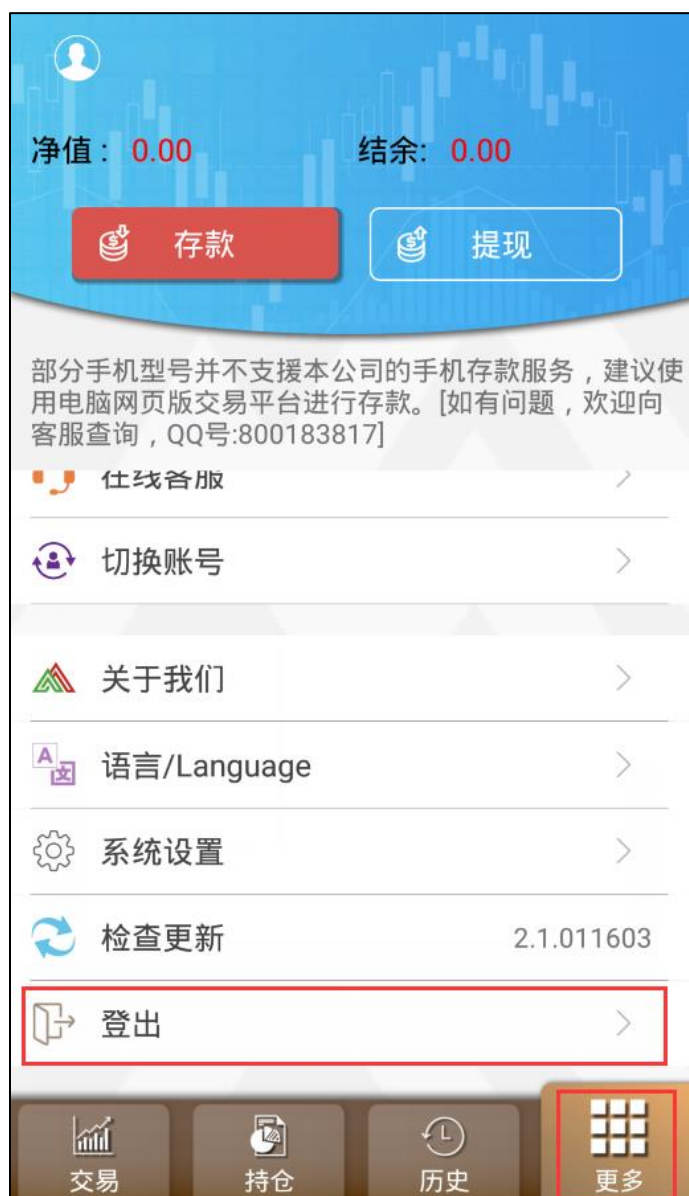 净值： 0.00 结余: 0.00
存款 提现
部分手机型号并不支援本公司的手机存款服务，建议使
用电脑网页版交易平台进行存款。[如有问题，欢迎向
客服查询，QQ号:800183817]
在线客服
切换账号
关于我们
语言/Language
系统设置
检查更新 2.1.011603
登出
交易 持仓 历史 更多